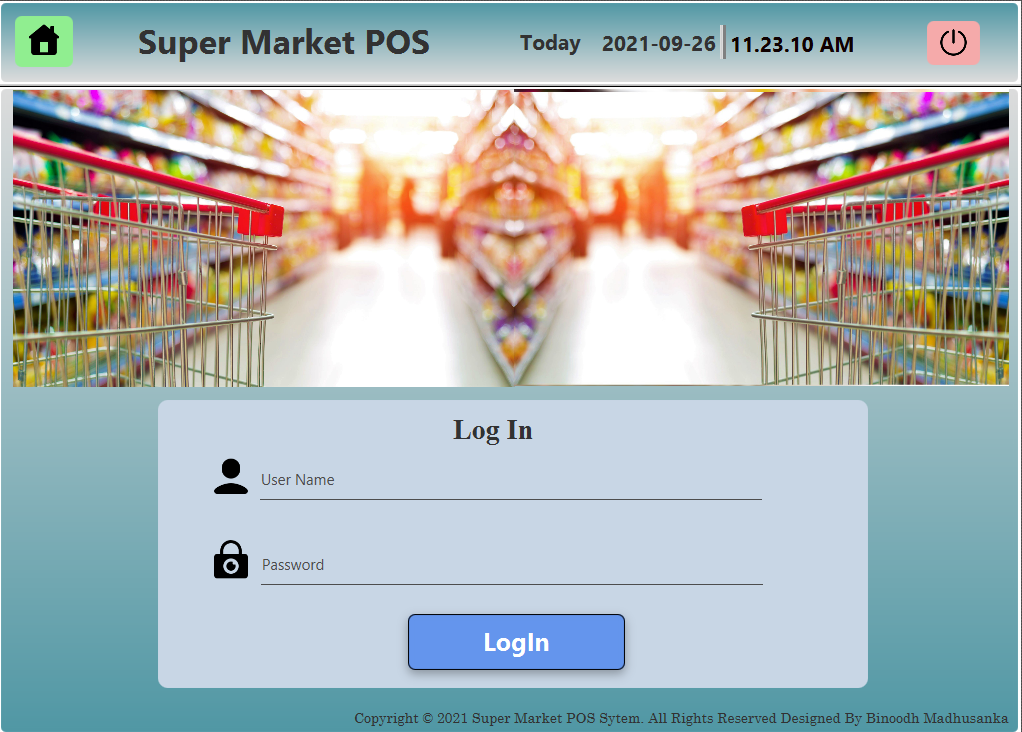 Super Market POS
Today 2021-09-26 11.23.10 AM
Log In
User Name
Password
LogIn
Copyright © 2021 Super Market POS Sytem. All Rights Reserved Designed By Binoodh Madhusanka